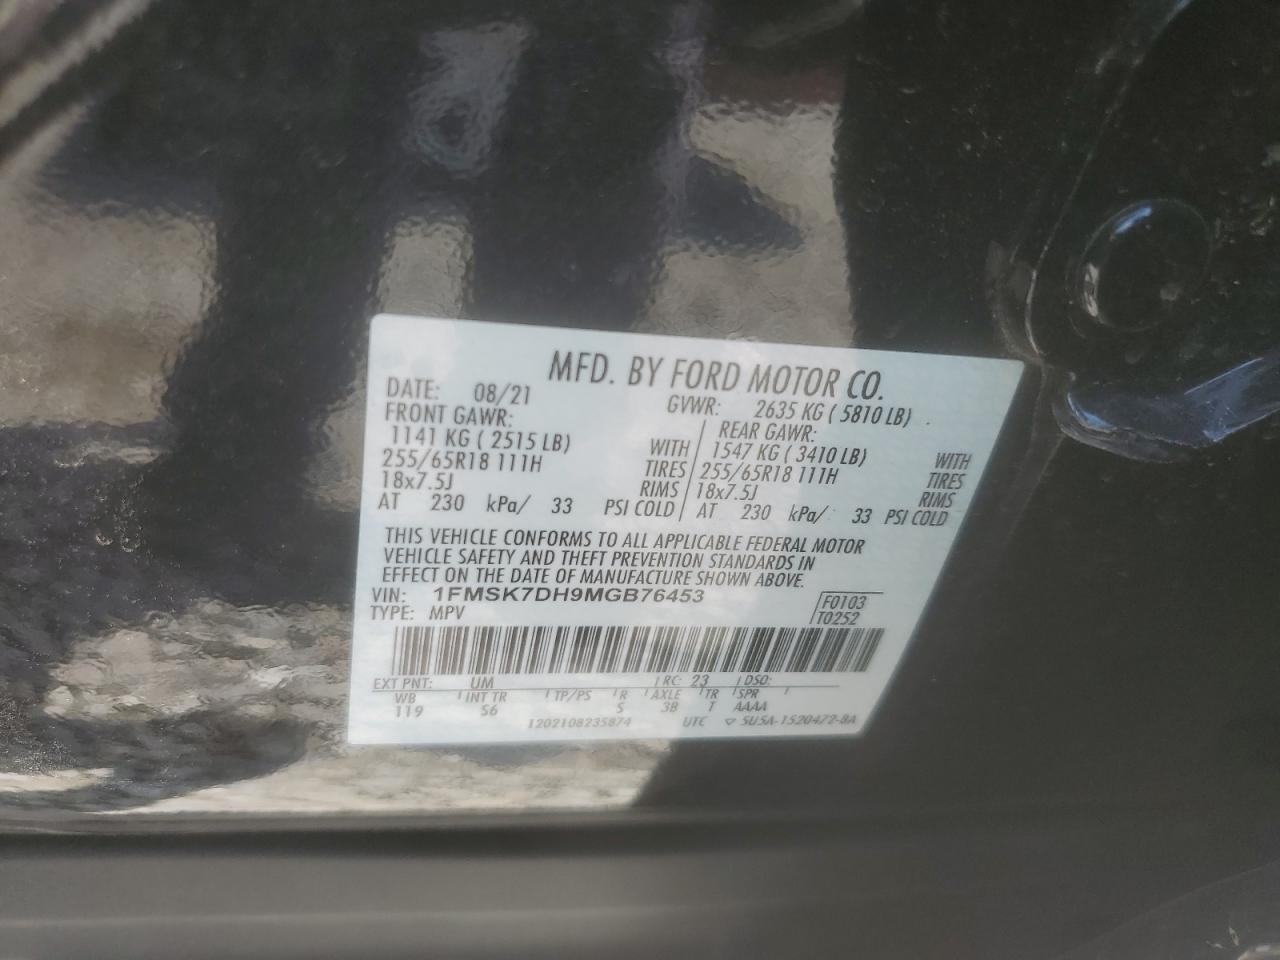 MFD. BY FORD MOTOR CO.
DATE: 08/21 GVWR: 2635 KG ( 5810 LB)
FRONT GAWR: REAR GAWR:
1141 KG ( 2515 LB) WITH 1547 KG ( 3410 LB) WITH
255/65R18 111H TIRES 255/65R18 111H TIRES
18x7.5J RIMS 18x7.5J RIMS
AT 230 kPa/ 33 PSI COLD AT 230 kPa/ 33 PSI COLD
THIS VEHICLE CONFORMS TO ALL APPLICABLE FEDERAL MOTOR
VEHICLE SAFETY AND THEFT PREVENTION STANDARDS IN
EFFECT ON THE DATE OF MANUFACTURE SHOWN ABOVE.
VIN: 1FMSK7DH9MGB76453 F0103
TYPE: MPV T0252
EXT PNT: UM RC: 23 DSO:
WB INT TR TP/PS R AXLE TR SPR
119 S6 S 3B T AAAA
1202108235874 UTC ▽ 5U5A-1520472-8A